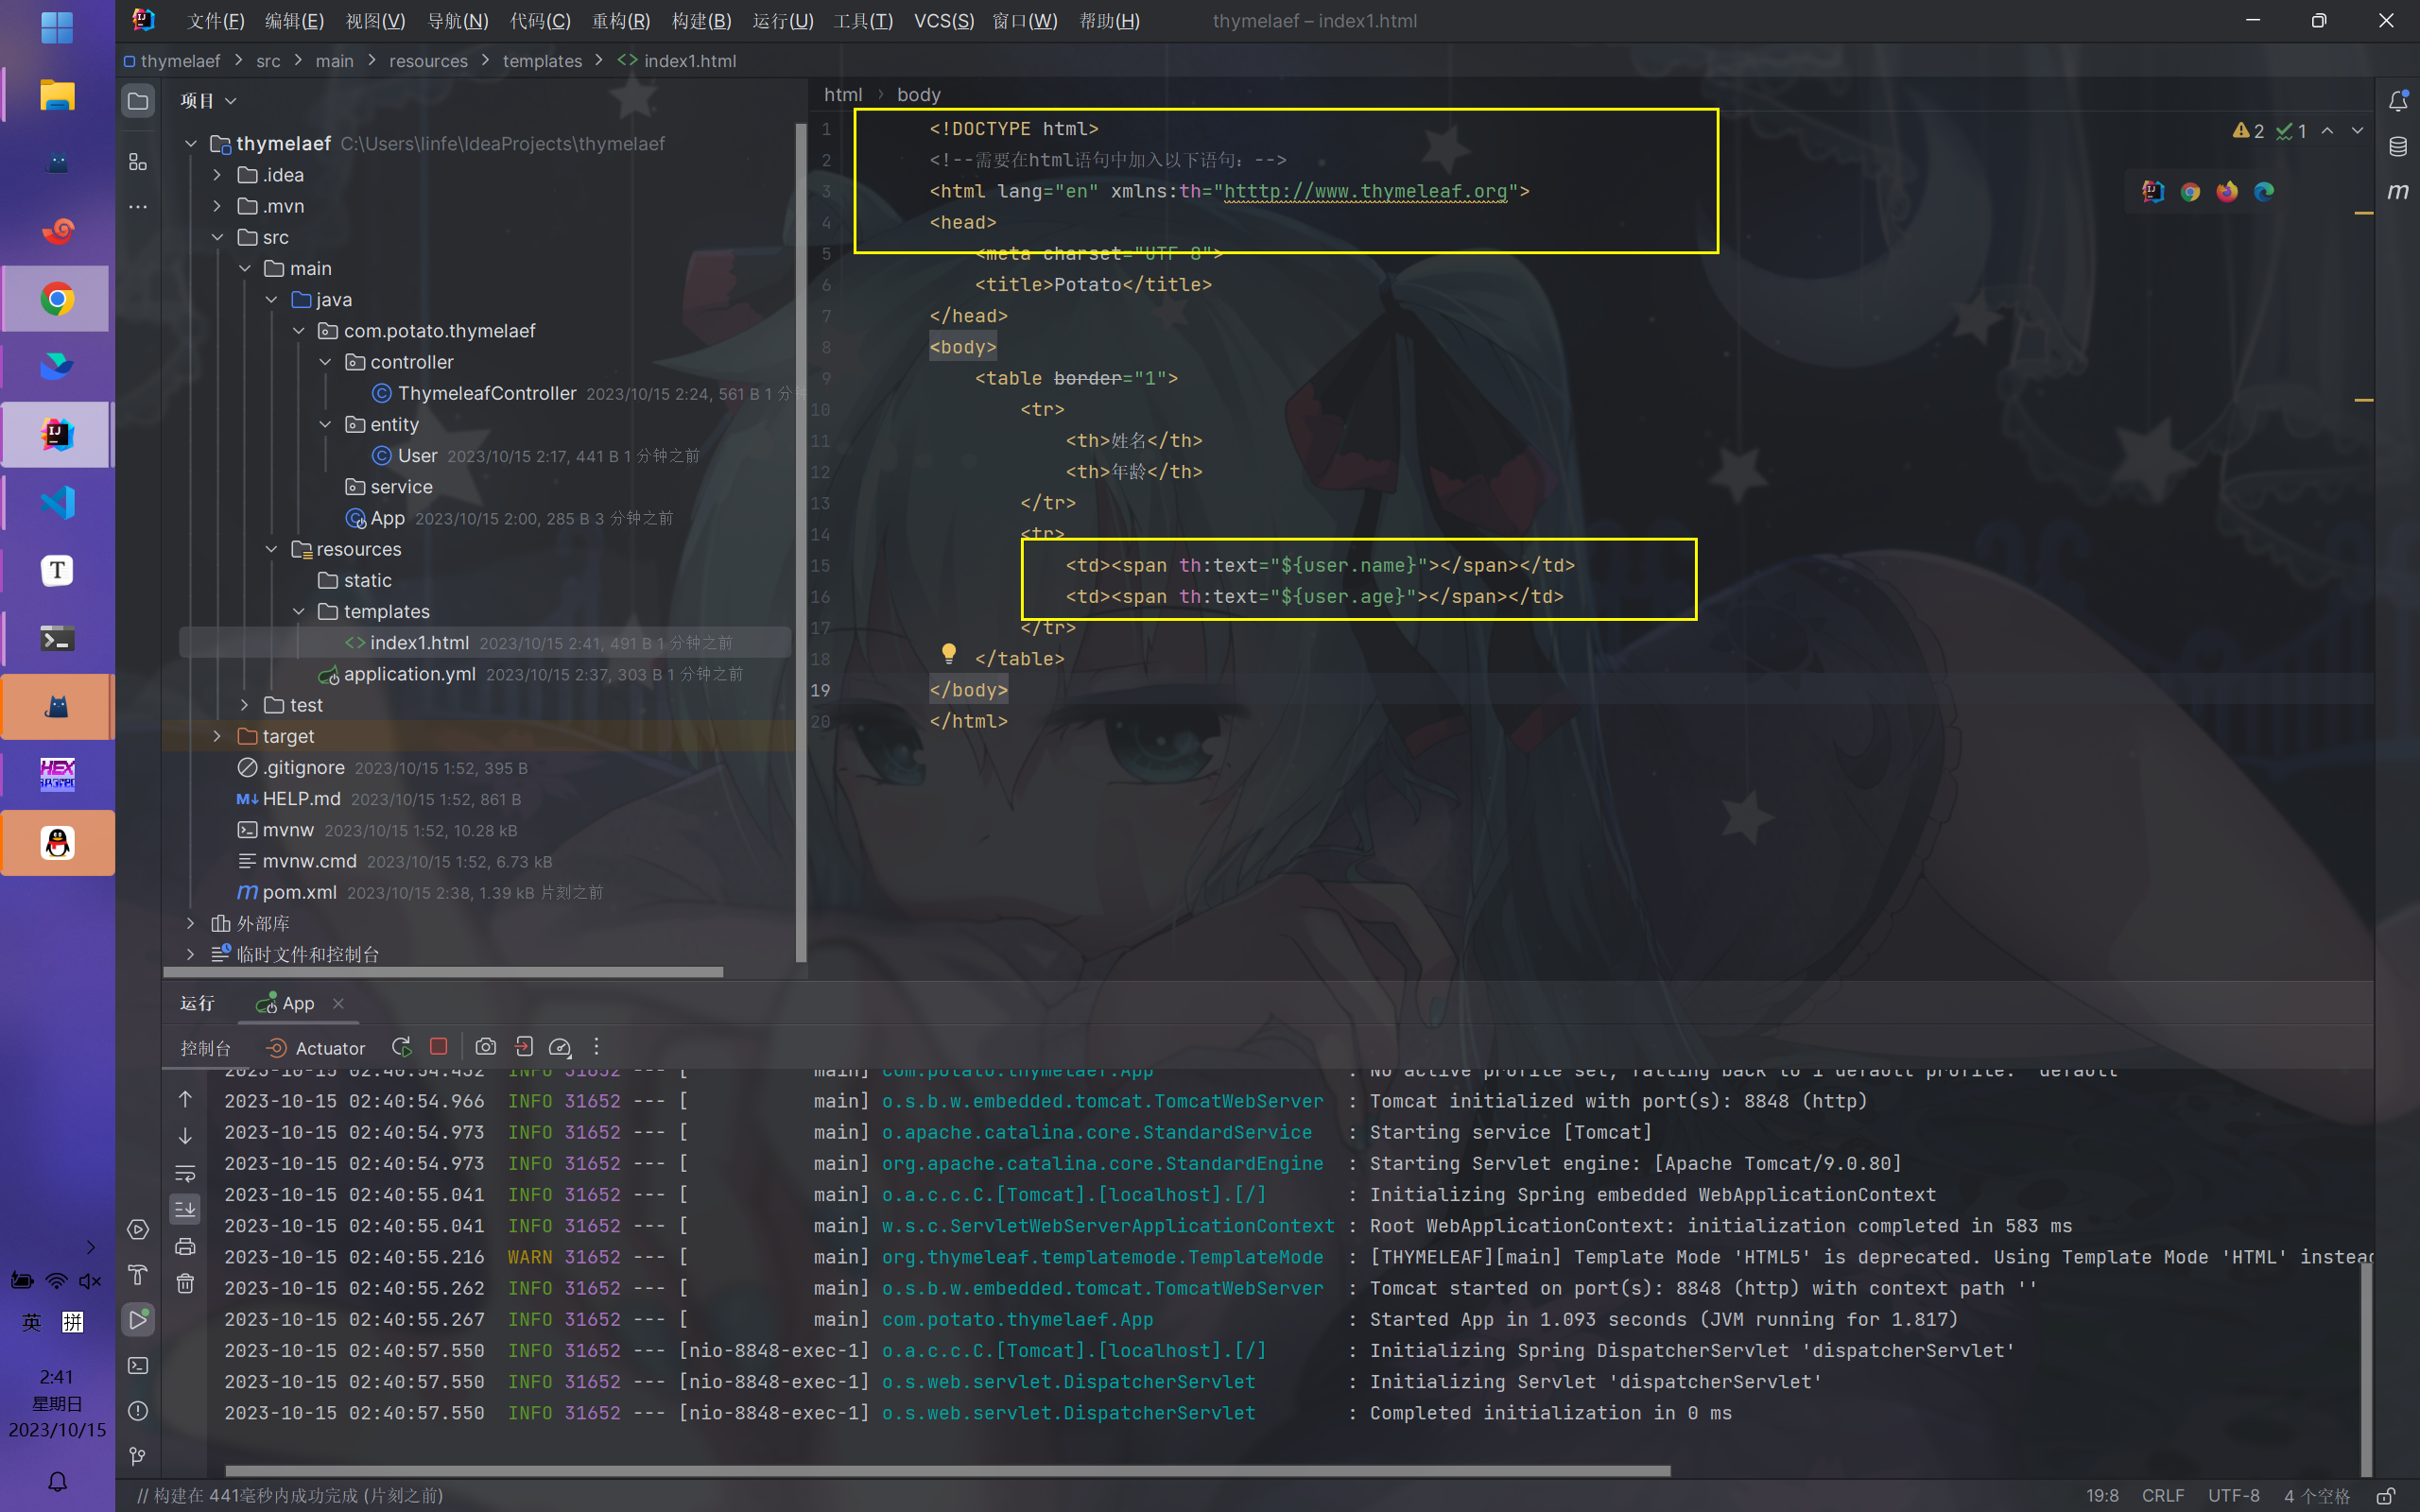 文件(F) 编辑(E) 视图(V) 导航(N) 代码(C) 重构(R) 构建(B) 运行(U) 工具(T) VCS(S) 窗口(W) 帮助(H) thymelaef – index1.html
thymelaef > src > main > resources > templates > <> index1.html
项目
thymelaef C:\Users\linfe\IdeaProjects\thymelaef
.idea
.mvn
src
main
java
com.potato.thymelaef
controller
ThymeleafController 2023/10/15 2:24, 561 B 1 分钟
entity
User 2023/10/15 2:17, 441 B 1 分钟之前
service
App 2023/10/15 2:00, 285 B 3 分钟之前
resources
static
templates
index1.html 2023/10/15 2:41, 491 B 1 分钟之前
application.yml 2023/10/15 2:37, 303 B 1 分钟之前
test
target
.gitignore 2023/10/15 1:52, 395 B
HELP.md 2023/10/15 1:52, 861 B
mvnw 2023/10/15 1:52, 10.28 kB
mvnw.cmd 2023/10/15 1:52, 6.73 kB
pom.xml 2023/10/15 2:38, 1.39 kB 片刻之前
外部库
临时文件和控制台
html > body
2 1
1 <!DOCTYPE html>
2 <!--需要在html语句中加入以下语句：-->
3 <html lang="en" xmlns:th="htttp://www.thymeleaf.org">
4 <head>
5 <meta charset="UTF-8">
6 <title>Potato</title>
7 </head>
8 <body>
9 <table border="1">
10 <tr>
11 <th>姓名</th>
12 <th>年龄</th>
13 </tr>
14 <tr>
15 <td><span th:text="${user.name}"></span></td>
16 <td><span th:text="${user.age}"></span></td>
17 </tr>
18 </table>
19 </body>
20 </html>
运行 App
控制台 Actuator
2023-10-15 02:40:54.432 INFO 31652 --- [ main] com.potato.thymelaef.App : No active profile set, falling back to 1 default profile: "default"
2023-10-15 02:40:54.966 INFO 31652 --- [ main] o.s.b.w.embedded.tomcat.TomcatWebServer : Tomcat initialized with port(s): 8848 (http)
2023-10-15 02:40:54.973 INFO 31652 --- [ main] o.apache.catalina.core.StandardService : Starting service [Tomcat]
2023-10-15 02:40:54.973 INFO 31652 --- [ main] org.apache.catalina.core.StandardEngine : Starting Servlet engine: [Apache Tomcat/9.0.80]
2023-10-15 02:40:55.041 INFO 31652 --- [ main] o.a.c.c.C.[Tomcat].[localhost].[/] : Initializing Spring embedded WebApplicationContext
2023-10-15 02:40:55.041 INFO 31652 --- [ main] w.s.c.ServletWebServerApplicationContext : Root WebApplicationContext: initialization completed in 583 ms
2023-10-15 02:40:55.216 WARN 31652 --- [ main] org.thymeleaf.templatemode.TemplateMode : [THYMELEAF][main] Template Mode 'HTML5' is deprecated. Using Template Mode 'HTML' instead
2023-10-15 02:40:55.262 INFO 31652 --- [ main] o.s.b.w.embedded.tomcat.TomcatWebServer : Tomcat started on port(s): 8848 (http) with context path ''
2023-10-15 02:40:55.267 INFO 31652 --- [ main] com.potato.thymelaef.App : Started App in 1.093 seconds (JVM running for 1.817)
2023-10-15 02:40:57.550 INFO 31652 --- [nio-8848-exec-1] o.a.c.c.C.[Tomcat].[localhost].[/] : Initializing Spring DispatcherServlet 'dispatcherServlet'
2023-10-15 02:40:57.550 INFO 31652 --- [nio-8848-exec-1] o.s.web.servlet.DispatcherServlet : Initializing Servlet 'dispatcherServlet'
2023-10-15 02:40:57.550 INFO 31652 --- [nio-8848-exec-1] o.s.web.servlet.DispatcherServlet : Completed initialization in 0 ms
// 构建在 441毫秒内成功完成 (片刻之前) 19:8 CRLF UTF-8 4 个空格
英 拼
2:41
星期日
2023/10/15